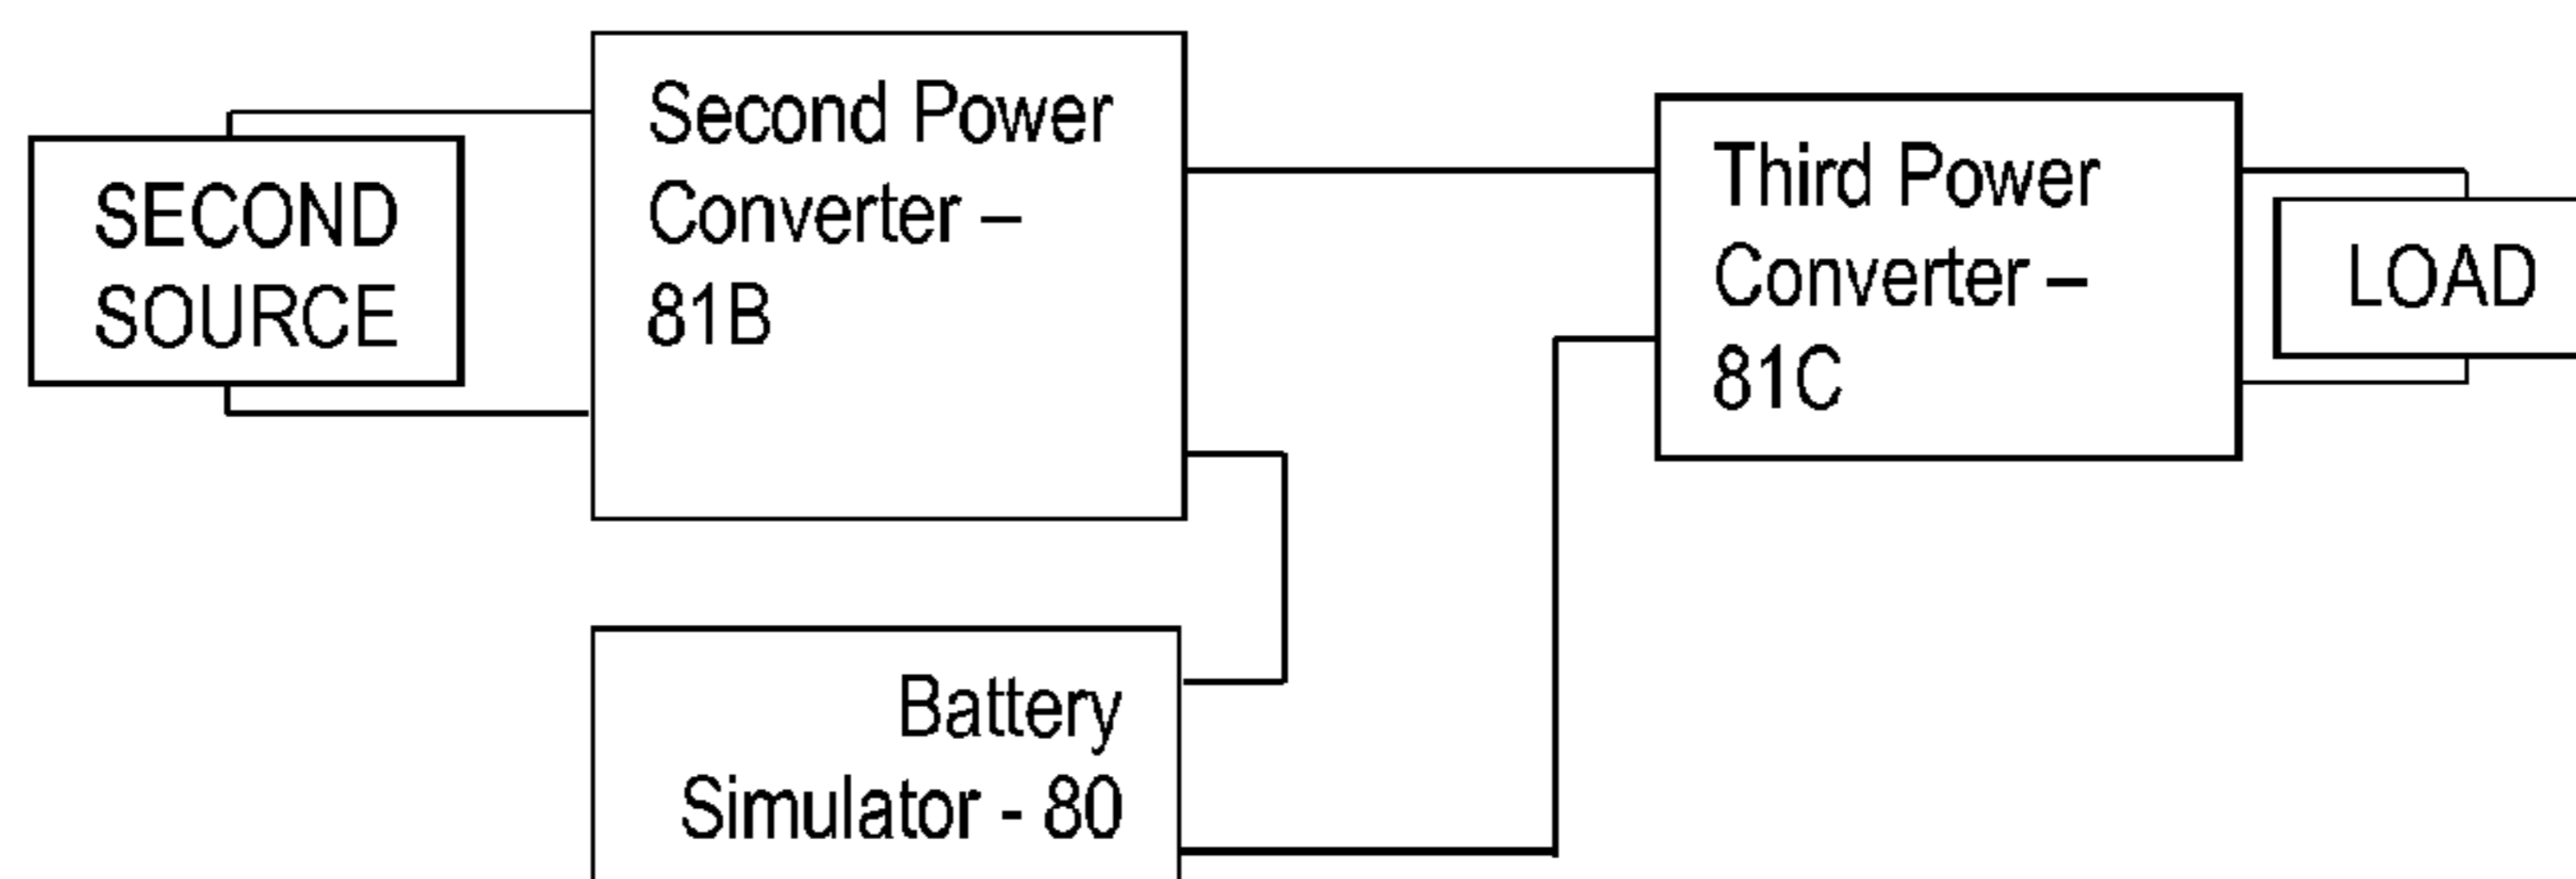 SECOND
SOURCE
Second Power
Converter –
81B
Third Power
Converter –
81C
LOAD
Battery
Simulator - 80